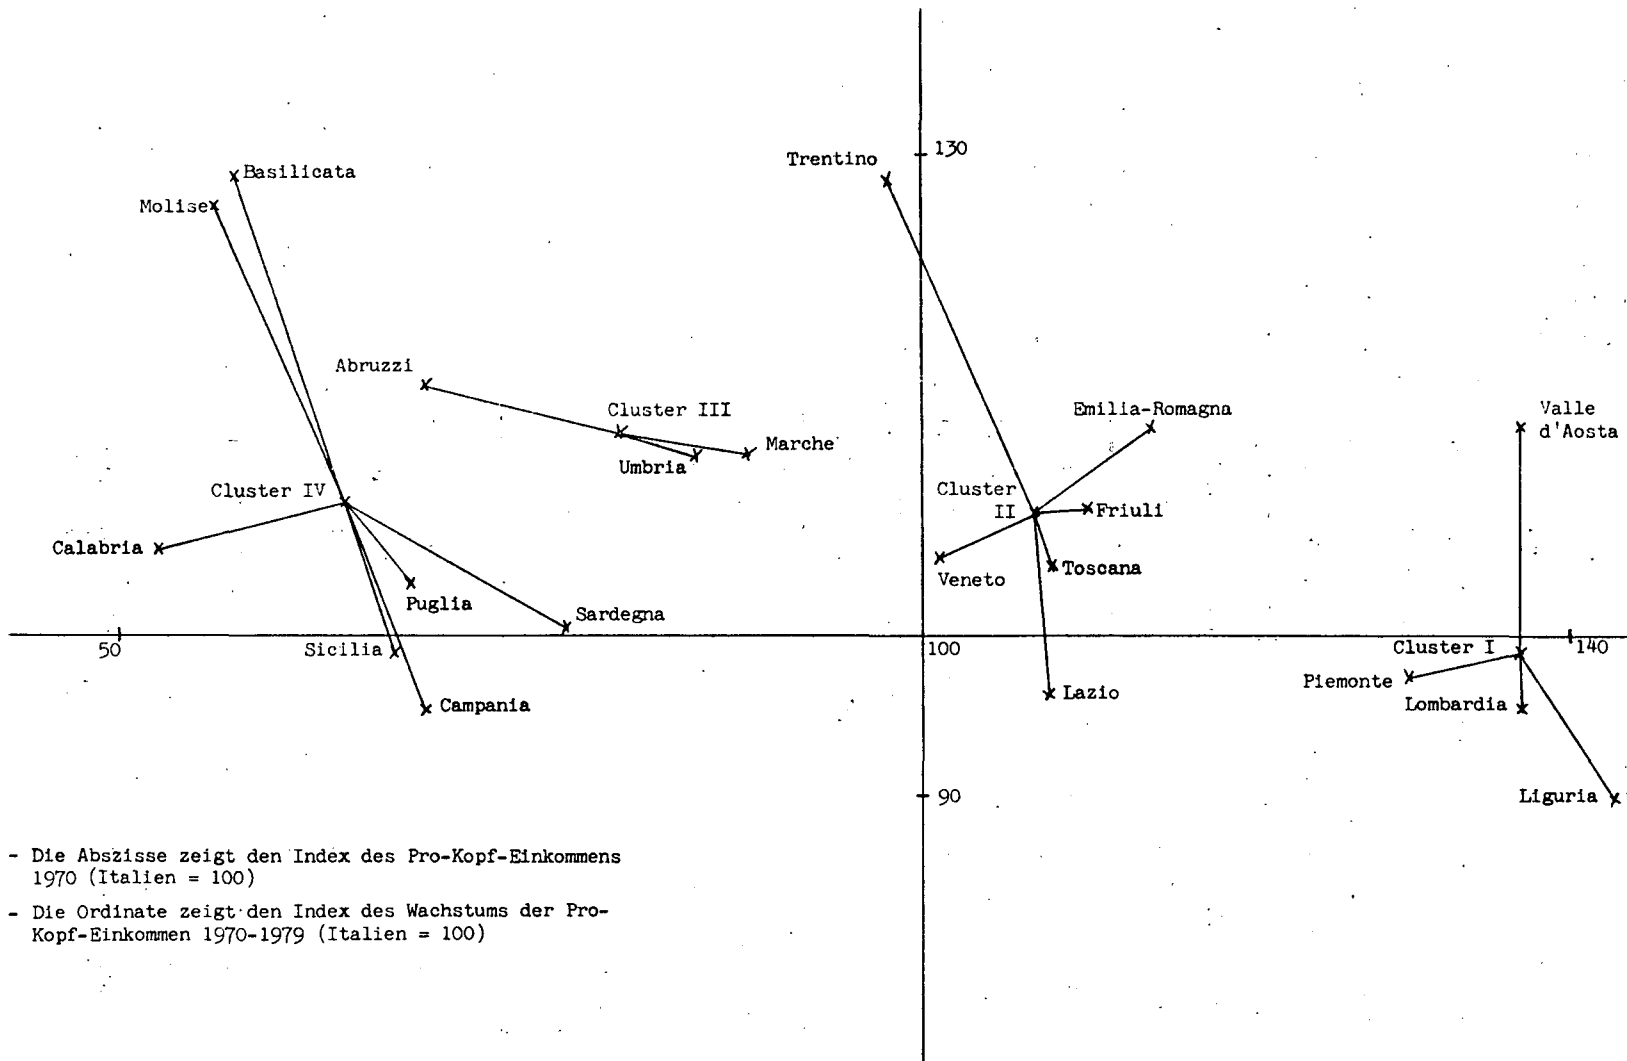 130
Trentino
Basilicata
Molise
Abruzzi
Cluster III
Marche
Umbria
Emilia-Romagna
Valle
d'Aosta
Cluster IV
Cluster
II
Friuli
Calabria
Veneto
Toscana
Puglia
Sardegna
50
Sicilia
100
Cluster I
140
Piemonte
Lazio
Lombardia
Campania
90
Liguria
- Die Abszisse zeigt den Index des Pro-Kopf-Einkommens
1970 (Italien = 100)
- Die Ordinate zeigt den Index des Wachstums der Pro-
Kopf-Einkommen 1970-1979 (Italien = 100)